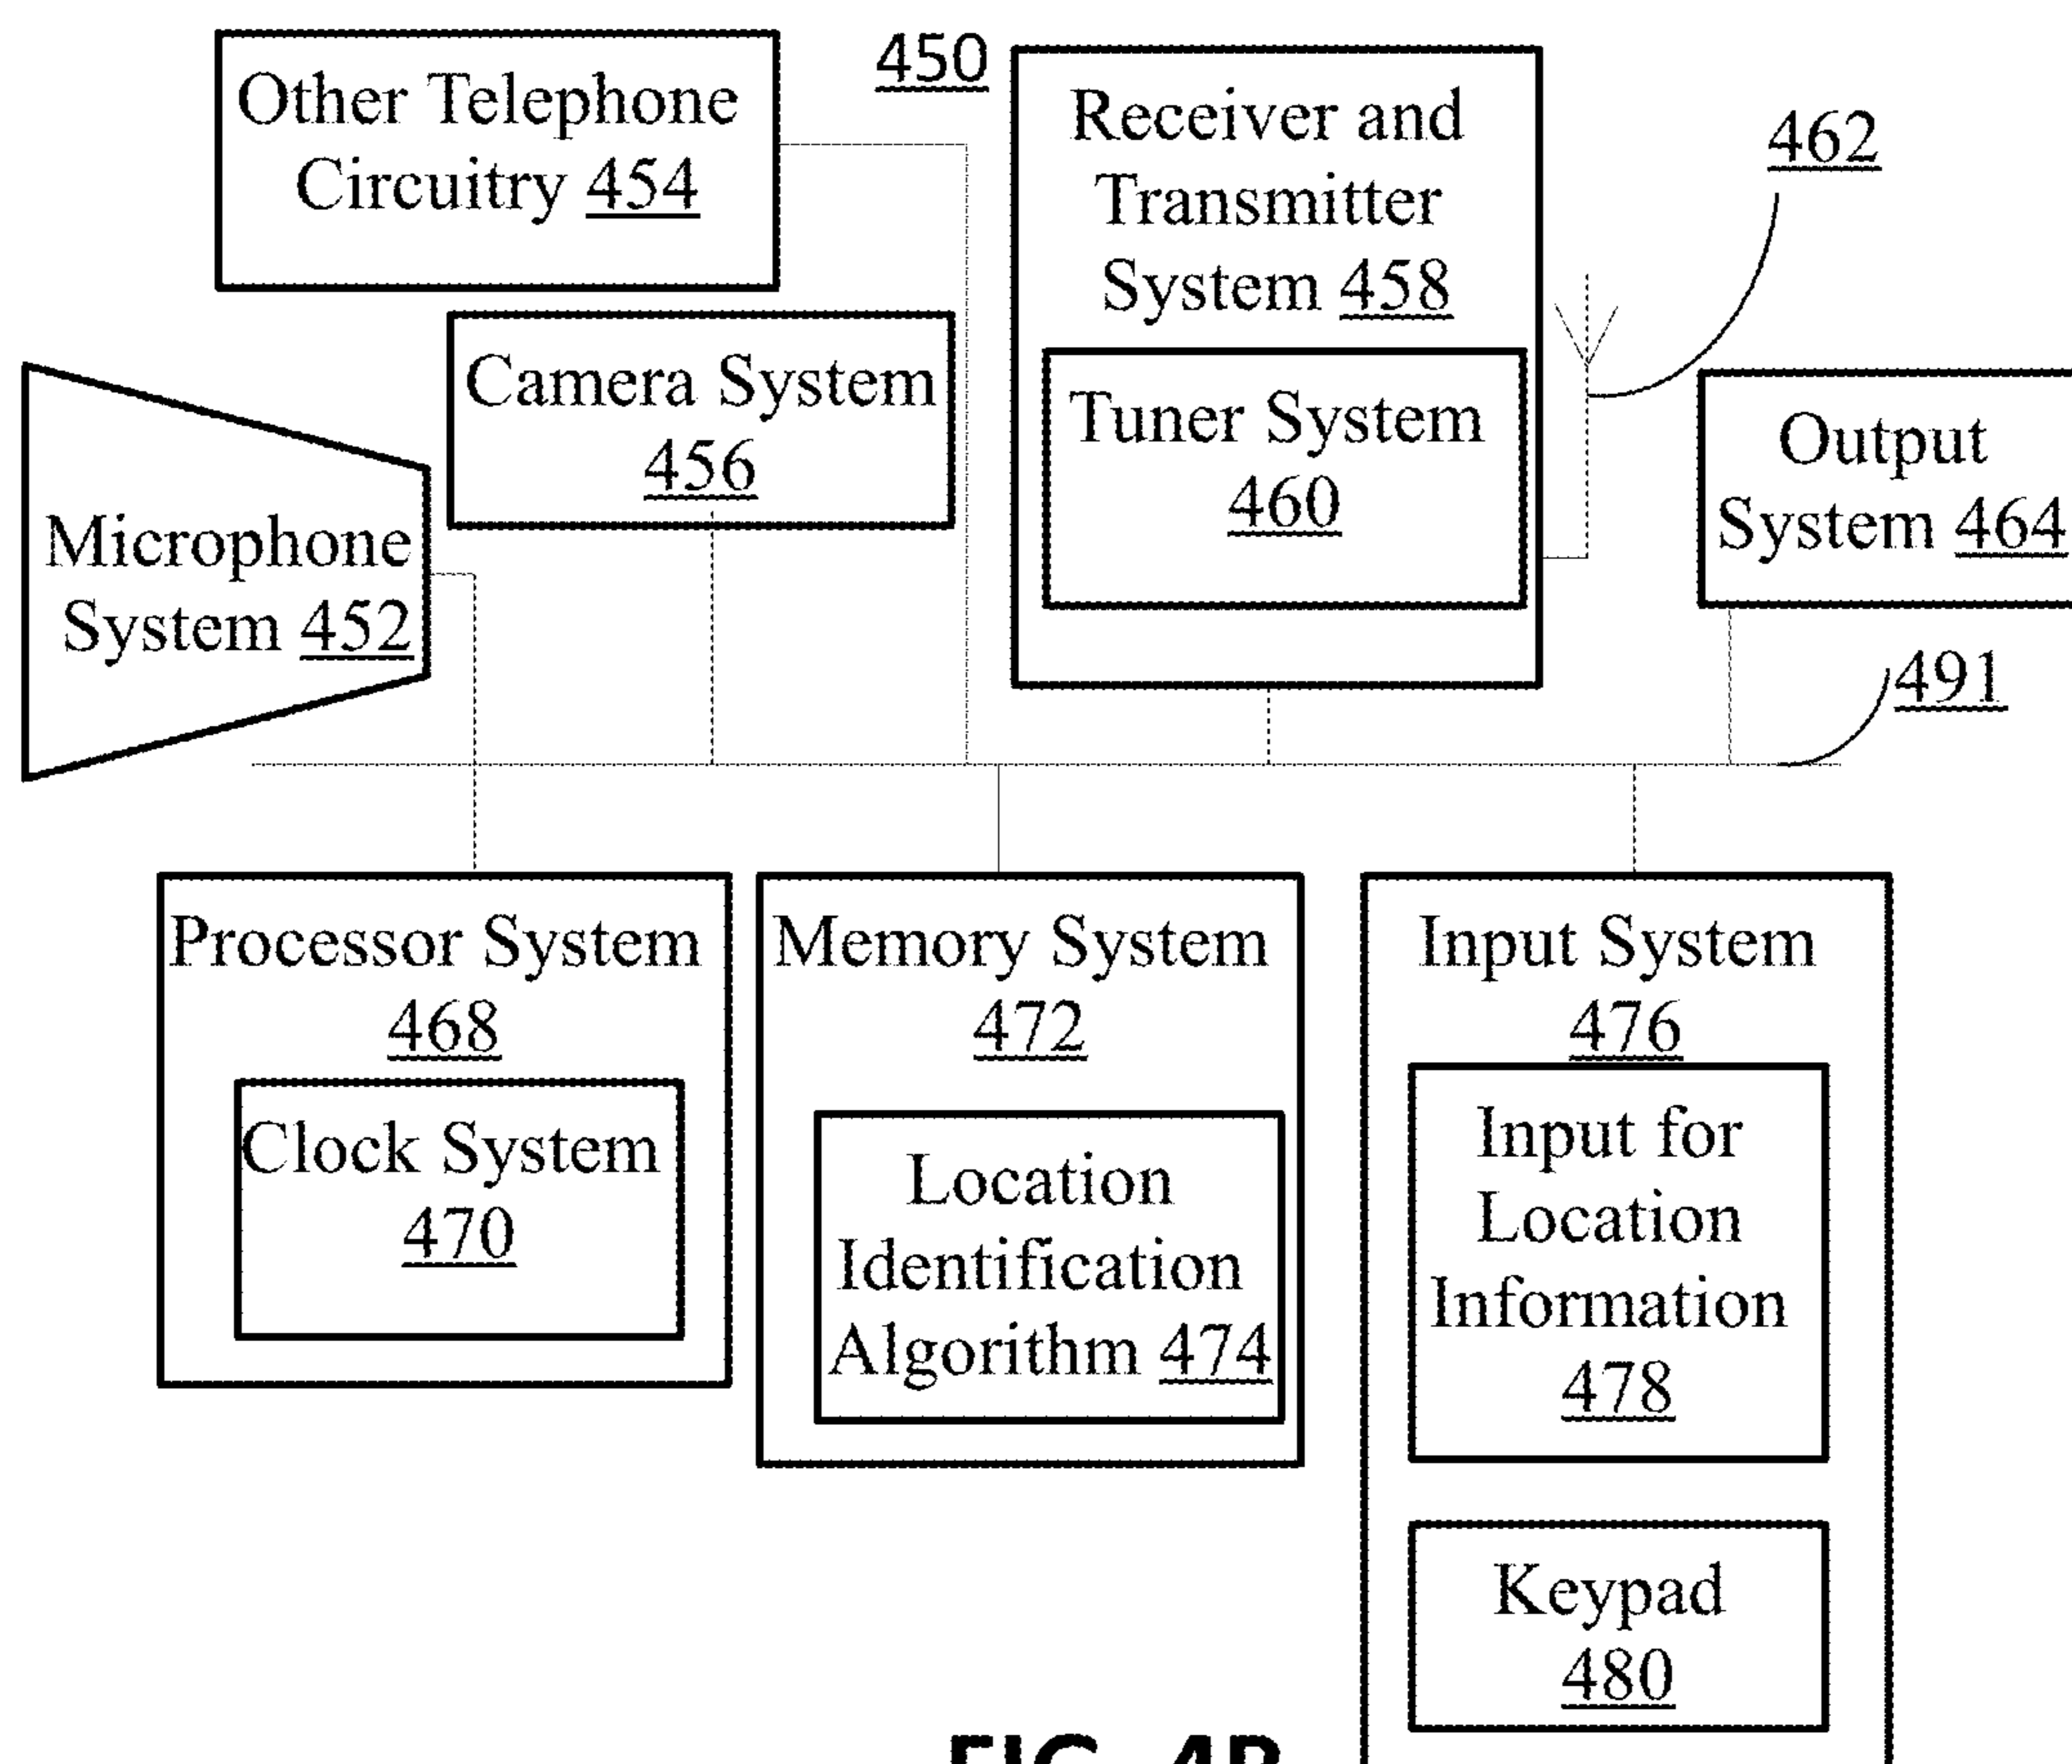 Other Telephone
Circuitry 454
450
Receiver and
Transmitter
System 458
462
Camera System
456
Tuner System
460
Output
System 464
Microphone
System 452
491
Processor System
468
Clock System
470
Memory System
472
Location
Identification
Algorithm 474
Input System
476
Input for
Location
Information
478
Keypad
480
FIG. 4B